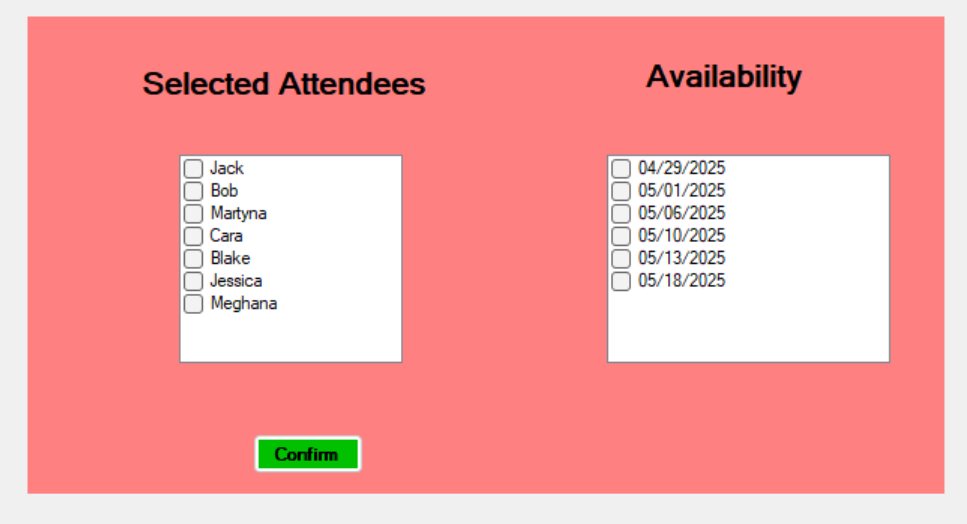 Selected Attendees
Jack
Bob
Martyna
Cara
Blake
Jessica
Meghana
Confirm
Availability
04/29/2025
05/01/2025
05/06/2025
05/10/2025
05/13/2025
05/18/2025